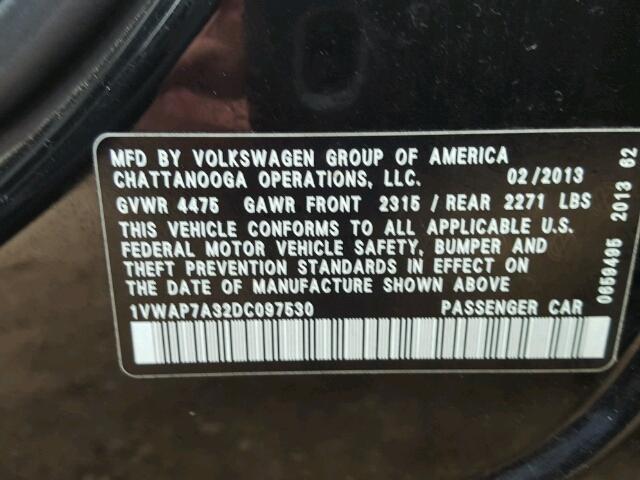 MFD BY VOLKSWAGEN GROUP OF AMERICA
CHATTANOOGA OPERATIONS, LLC. 02/2013
GVWR 4475 GAWR FRONT 2315 / REAR 2271 LBS
THIS VEHICLE CONFORMS TO ALL APPLICABLE U.S.
FEDERAL MOTOR VEHICLE SAFETY, BUMPER AND
THEFT PREVENTION STANDARDS IN EFFECT ON
THE DATE OF MANUFACTURE SHOWN ABOVE
1VWAP7A32DC097530 PASSENGER CAR
0059495 2013 62